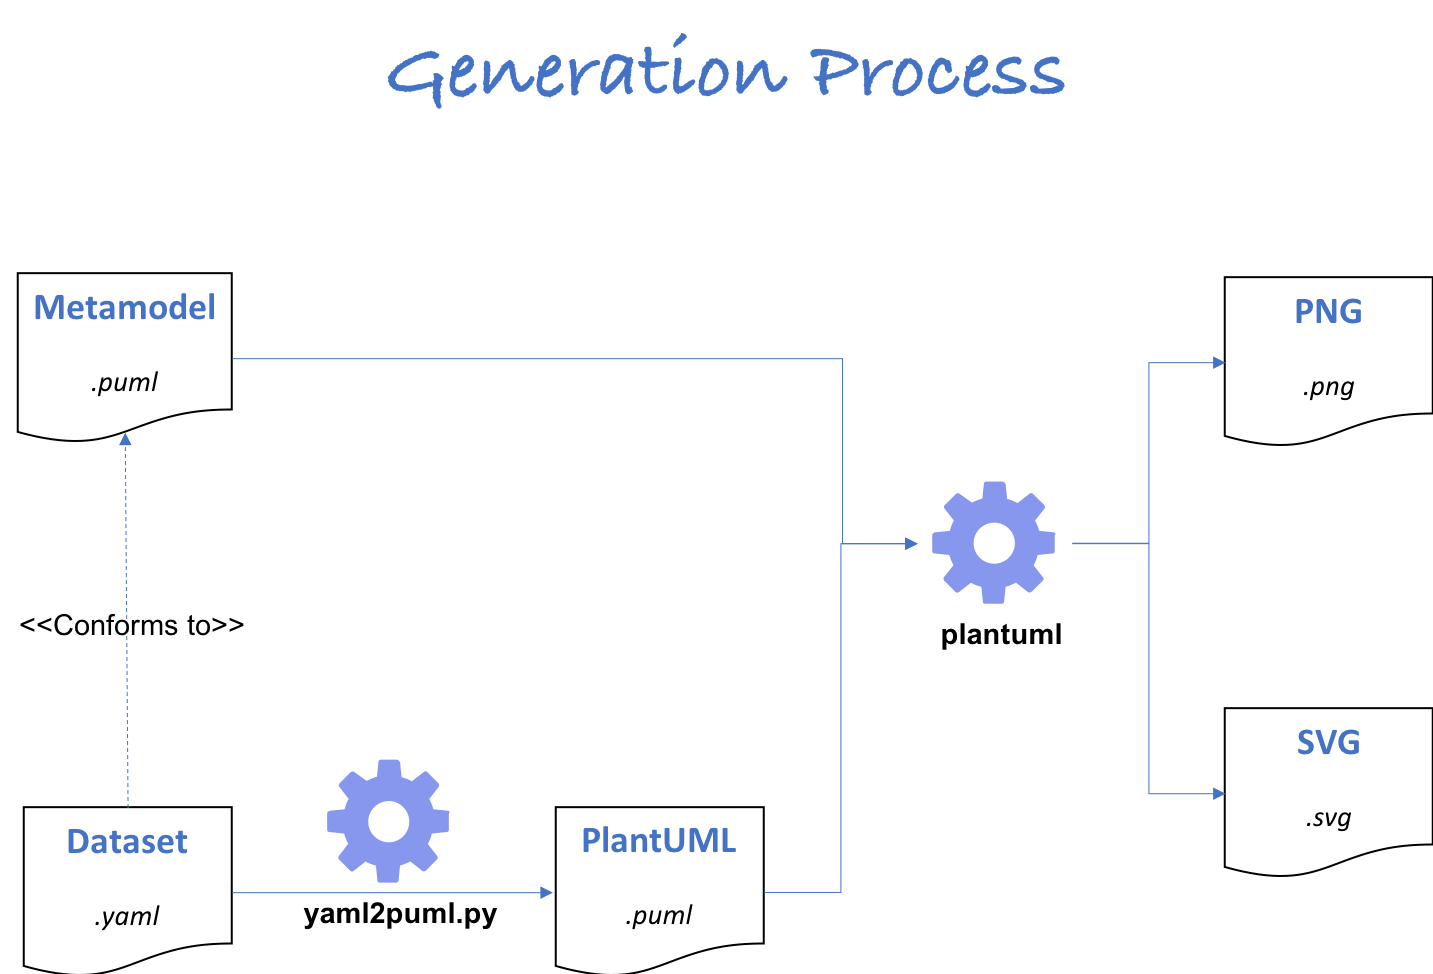 Generation Process
Metamodel
.puml
PNG
.png
<<Conforms to>>
plantuml
SVG
.svg
Dataset
.yaml
yaml2puml.py
PlantUML
.puml